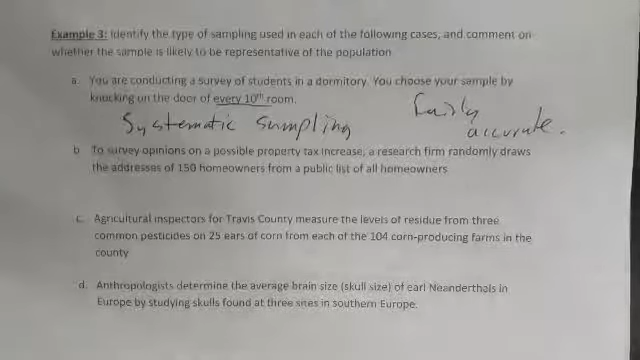 Example 3: Identify the type of sampling used in each of the following cases, and comment on
whether the sample is likely to be representative of the population.
a. You are conducting a survey of students in a dormitory. You choose your sample by
knocking on the door of every 10th room.
Systematic sampling
fairly
accurate.
b. To survey opinions on a possible property tax increase, a research firm randomly draws
the addresses of 150 homeowners from a public list of all homeowners.
c. Agricultural inspectors for Travis County measure the levels of residue from three
common pesticides on 25 ears of corn from each of the 104 corn-producing farms in the
county
d. Anthropologists determine the average brain size (skull size) of earl Neanderthals in
Europe by studying skulls found at three sites in southern Europe.